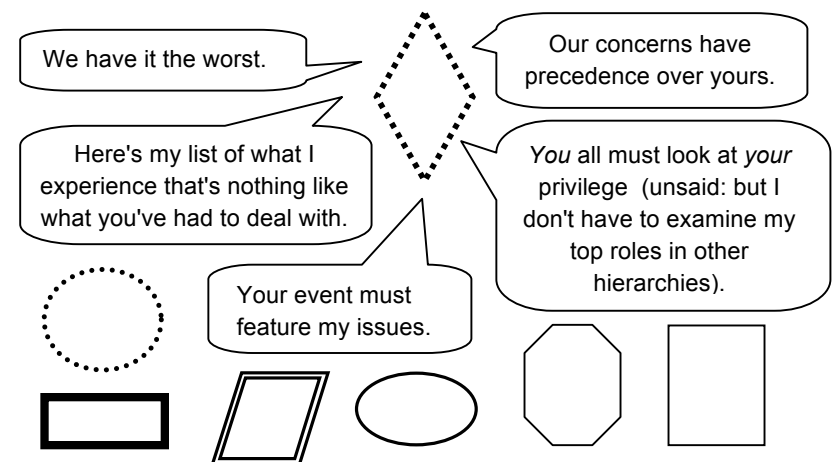 We have it the worst.
Our concerns have
precedence over yours.
Here's my list of what I
experience that's nothing like
what you've had to deal with.
You all must look at your
privilege (unsaid: but I
don't have to examine my
top roles in other
hierarchies).
Your event must
feature my issues.